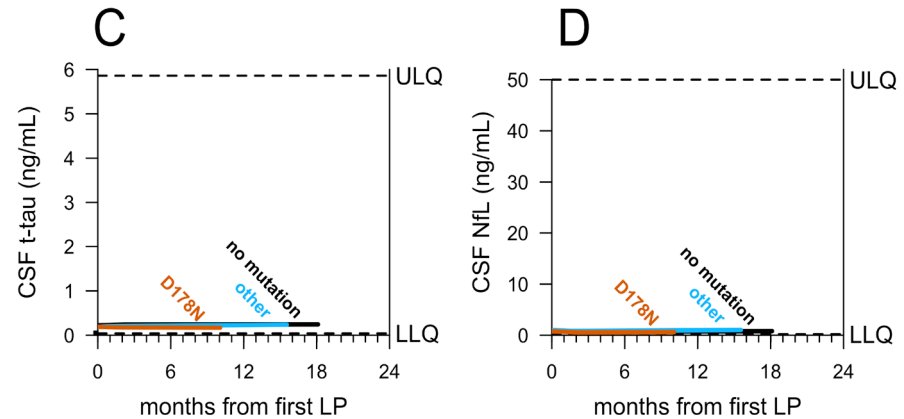 C
CSF t-tau (ng/mL)
6
5
4
3
2
1
0
ULQ
LLQ
D178N
other
no mutation
0 6 12 18 24
months from first LP
D
CSF NfL (ng/mL)
50
40
30
20
10
0
ULQ
LLQ
D178N
other
no mutation
0 6 12 18 24
months from first LP